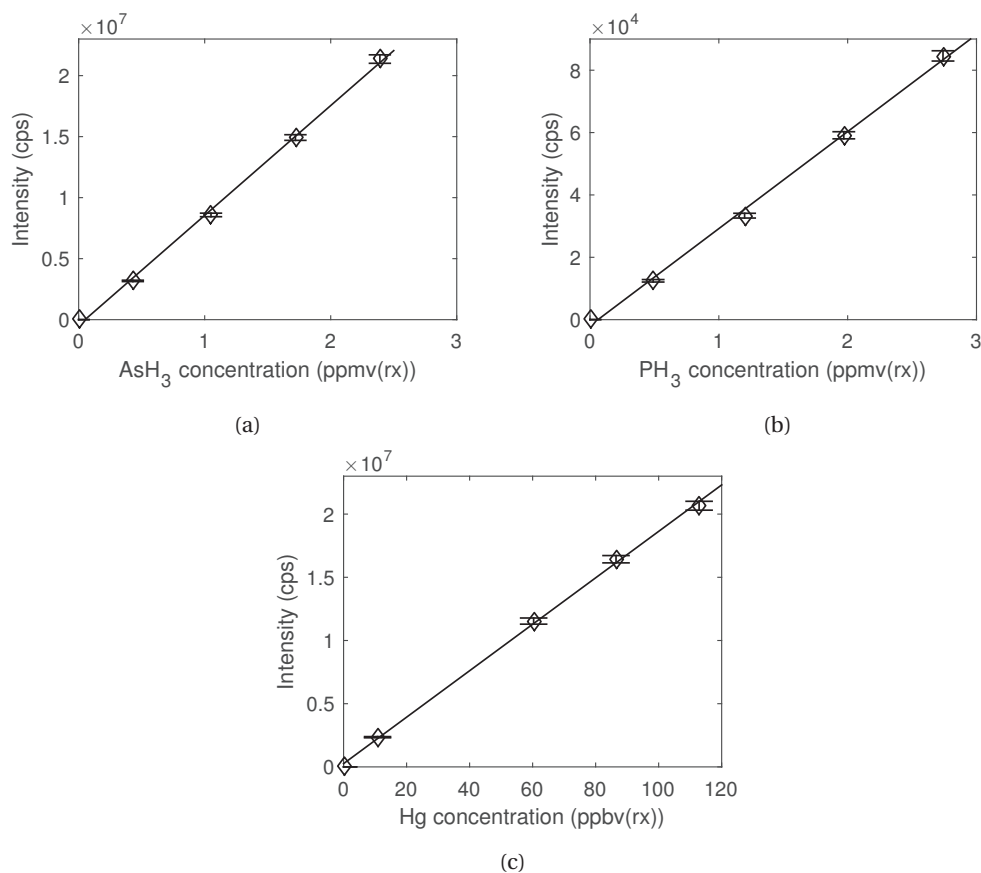 ×10⁷
2
1.5
1
0.5
0
0 1 2 3
Intensity (cps)
AsH₃ concentration (ppmv(rx))
(a)
×10⁴
8
6
4
2
0
0 1 2 3
Intensity (cps)
PH₃ concentration (ppmv(rx))
(b)
×10⁷
2
1.5
1
0.5
0
0 20 40 60 80 100 120
Intensity (cps)
Hg concentration (ppbv(rx))
(c)